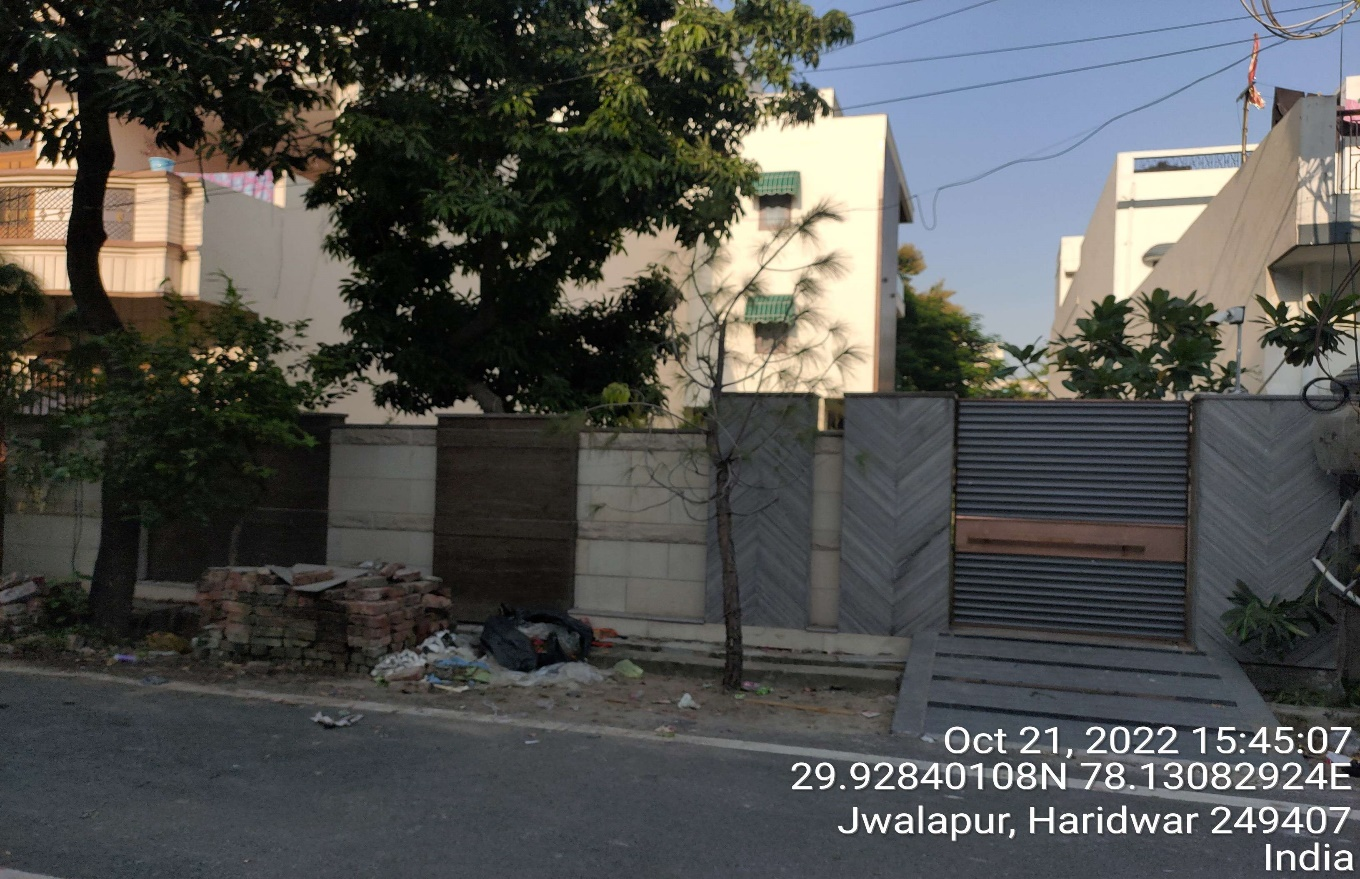 Oct 21, 2022 15:45:07
29.92840108N 78.13082924E
Jwalapur, Haridwar 249407
India